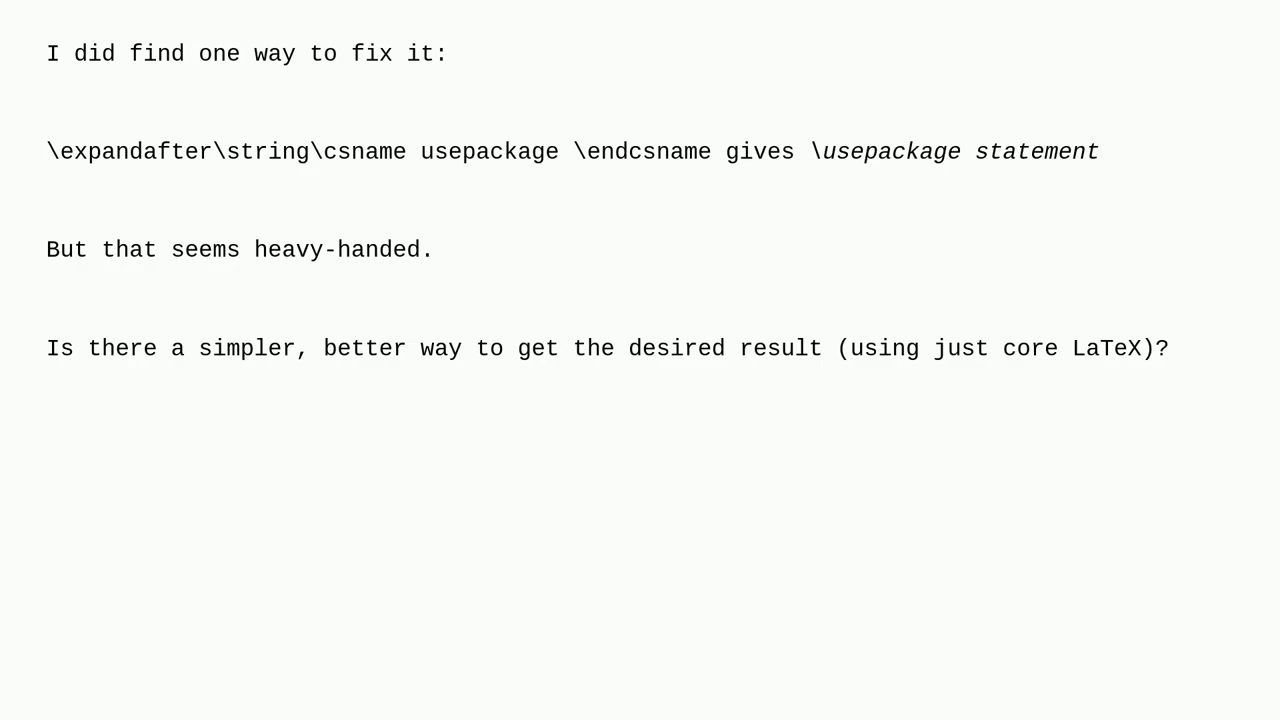 I did find one way to fix it:
\expandafter\string\csname usepackage \endcsname gives \usepackage statement
But that seems heavy-handed.
Is there a simpler, better way to get the desired result (using just core LaTeX)?